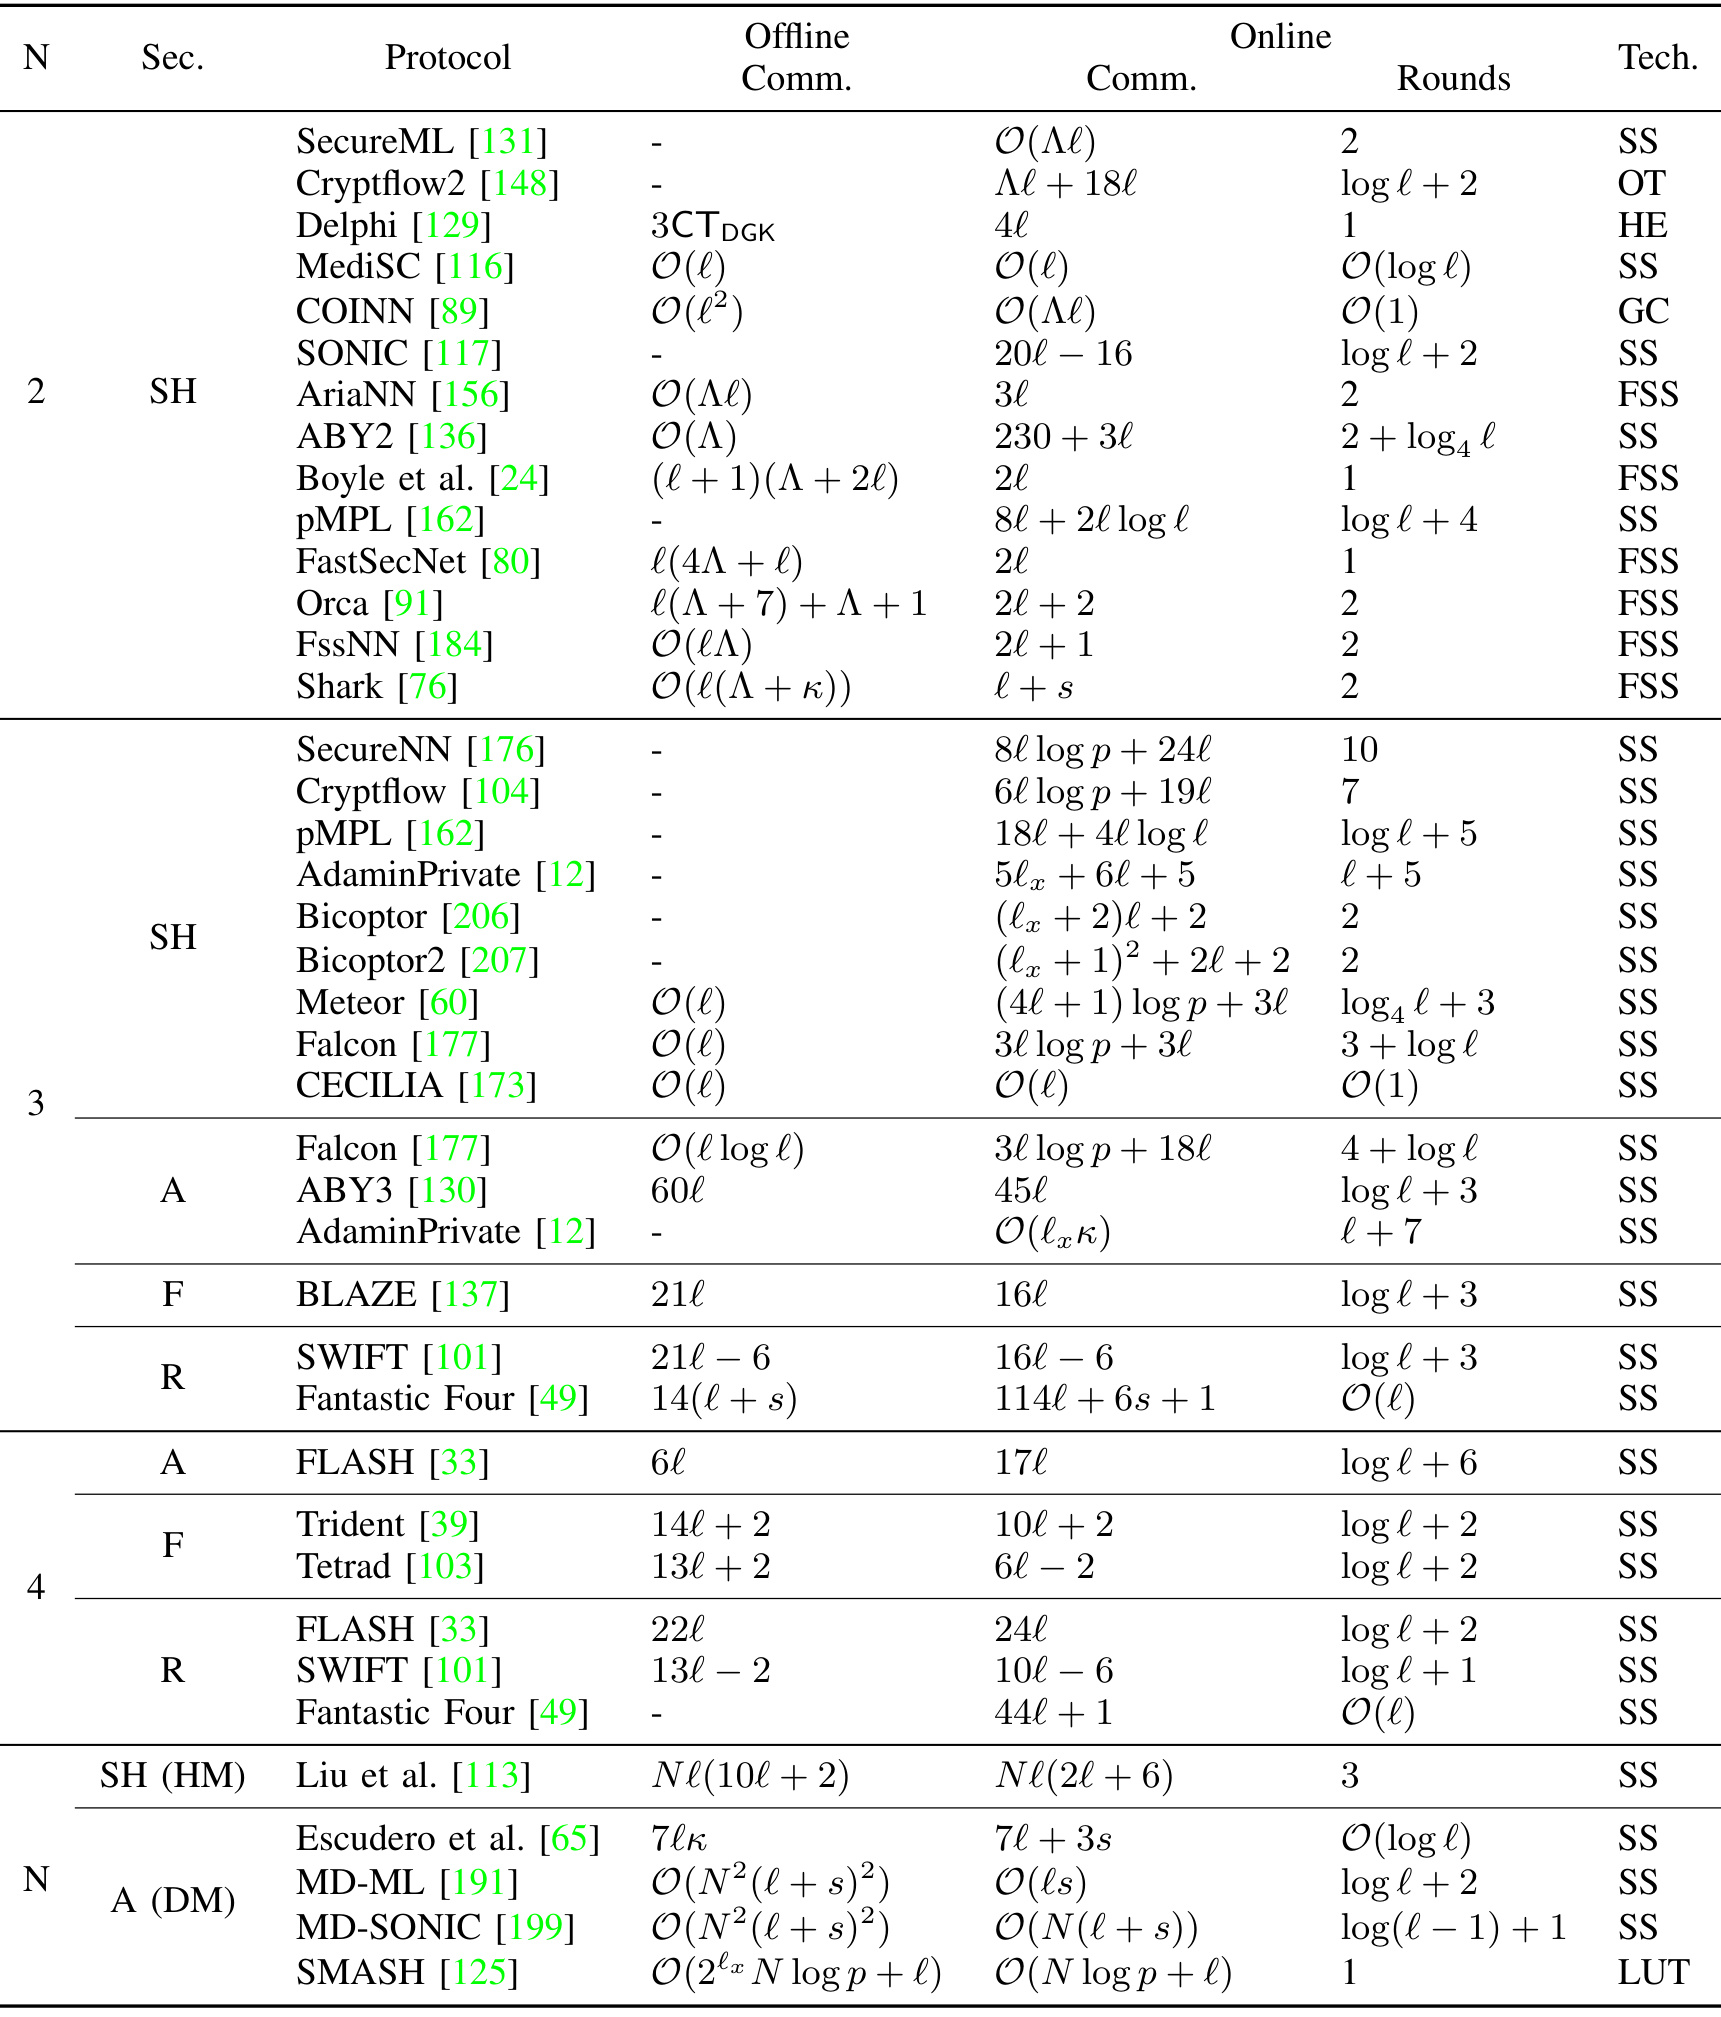 N Sec. Protocol Offline Comm. Online Comm. Rounds Tech.
2 SH SecureML [131] - 𝒪(Λℓ) 2 SS
Cryptflow2 [148] - Λℓ + 18ℓ log ℓ + 2 OT
Delphi [129] 3CT_DGK 4ℓ 1 HE
MediSC [116] 𝒪(ℓ) 𝒪(ℓ) 𝒪(log ℓ) SS
COINN [89] 𝒪(ℓ²) 𝒪(Λℓ) 𝒪(1) GC
SONIC [117] - 20ℓ − 16 log ℓ + 2 SS
AriaNN [156] 𝒪(Λℓ) 3ℓ 2 FSS
ABY2 [136] 𝒪(Λ) 230 + 3ℓ 2 + log₄ ℓ SS
Boyle et al. [24] (ℓ + 1)(Λ + 2ℓ) 2ℓ 1 FSS
pMPL [162] - 8ℓ + 2ℓ log ℓ log ℓ + 4 SS
FastSecNet [80] ℓ(4Λ + ℓ) 2ℓ 1 FSS
Orca [91] ℓ(Λ + 7) + Λ + 1 2ℓ + 2 2 FSS
FssNN [184] 𝒪(ℓΛ) 2ℓ + 1 2 FSS
Shark [76] 𝒪(ℓ(Λ + κ)) ℓ + s 2 FSS
3 SH SecureNN [176] - 8ℓ log p + 24ℓ 10 SS
Cryptflow [104] - 6ℓ log p + 19ℓ 7 SS
pMPL [162] - 18ℓ + 4ℓ log ℓ log ℓ + 5 SS
AdaminPrivate [12] - 5ℓₓ + 6ℓ + 5 ℓ + 5 SS
Bicoptor [206] - (ℓₓ + 2)ℓ + 2 2 SS
Bicoptor2 [207] - (ℓₓ + 1)² + 2ℓ + 2 2 SS
Meteor [60] 𝒪(ℓ) (4ℓ + 1) log p + 3ℓ log₄ ℓ + 3 SS
Falcon [177] 𝒪(ℓ) 3ℓ log p + 3ℓ 3 + log ℓ SS
CECILIA [173] 𝒪(ℓ) 𝒪(ℓ) 𝒪(1) SS
A Falcon [177] 𝒪(ℓ log ℓ) 3ℓ log p + 18ℓ 4 + log ℓ SS
ABY3 [130] 60ℓ 45ℓ log ℓ + 3 SS
AdaminPrivate [12] - 𝒪(ℓₓκ) ℓ + 7 SS
F BLAZE [137] 21ℓ 16ℓ log ℓ + 3 SS
R SWIFT [101] 21ℓ − 6 16ℓ − 6 log ℓ + 3 SS
Fantastic Four [49] 14(ℓ + s) 114ℓ + 6s + 1 𝒪(ℓ) SS
4 A FLASH [33] 6ℓ 17ℓ log ℓ + 6 SS
F Trident [39] 14ℓ + 2 10ℓ + 2 log ℓ + 2 SS
Tetrad [103] 13ℓ + 2 6ℓ − 2 log ℓ + 2 SS
R FLASH [33] 22ℓ 24ℓ log ℓ + 2 SS
SWIFT [101] 13ℓ − 2 10ℓ − 6 log ℓ + 1 SS
Fantastic Four [49] - 44ℓ + 1 𝒪(ℓ) SS
N SH (HM) Liu et al. [113] Nℓ(10ℓ + 2) Nℓ(2ℓ + 6) 3 SS
A (DM) Escudero et al. [65] 7ℓκ 7ℓ + 3s 𝒪(log ℓ) SS
MD-ML [191] 𝒪(N²(ℓ + s)²) 𝒪(ℓs) log ℓ + 2 SS
MD-SONIC [199] 𝒪(N²(ℓ + s)²) 𝒪(N(ℓ + s)) log(ℓ − 1) + 1 SS
SMASH [125] 𝒪(2^{ℓₓ} N log p + ℓ) 𝒪(N log p + ℓ) 1 LUT